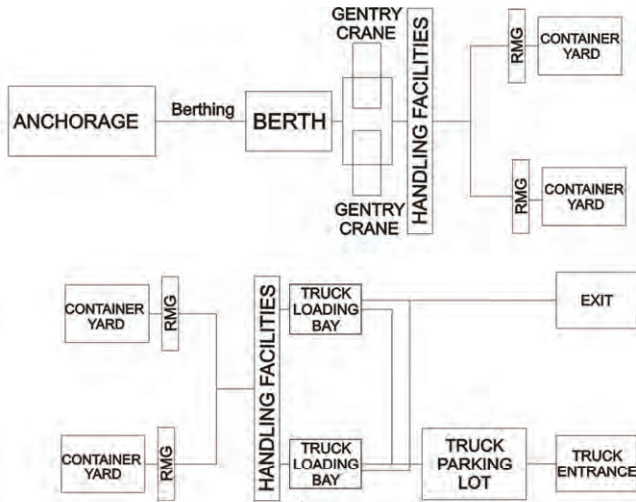 GENTRY
CRANE
ANCHORAGE
Berthing
BERTH
GENTRY
CRANE
HANDLING FACILITIES
RMG
CONTAINER
YARD
RMG
CONTAINER
YARD
CONTAINER
YARD
RMG
CONTAINER
YARD
RMG
HANDLING FACILITIES
TRUCK
LOADING
BAY
TRUCK
LOADING
BAY
EXIT
TRUCK
PARKING
LOT
TRUCK
ENTRANCE